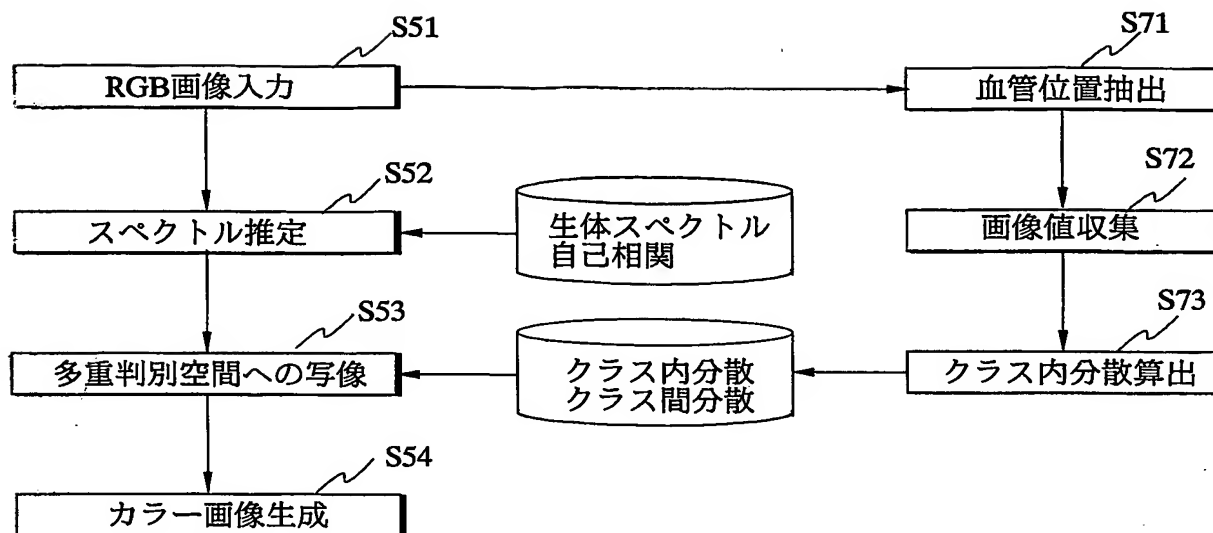 S51
RGB画像入力
S71
血管位置抽出
S52
スペクトル推定
生体スペクトル
自己相関
S72
画像値収集
S53
多重判別空間への写像
クラス内分散
クラス間分散
S73
クラス内分散算出
S54
カラー画像生成